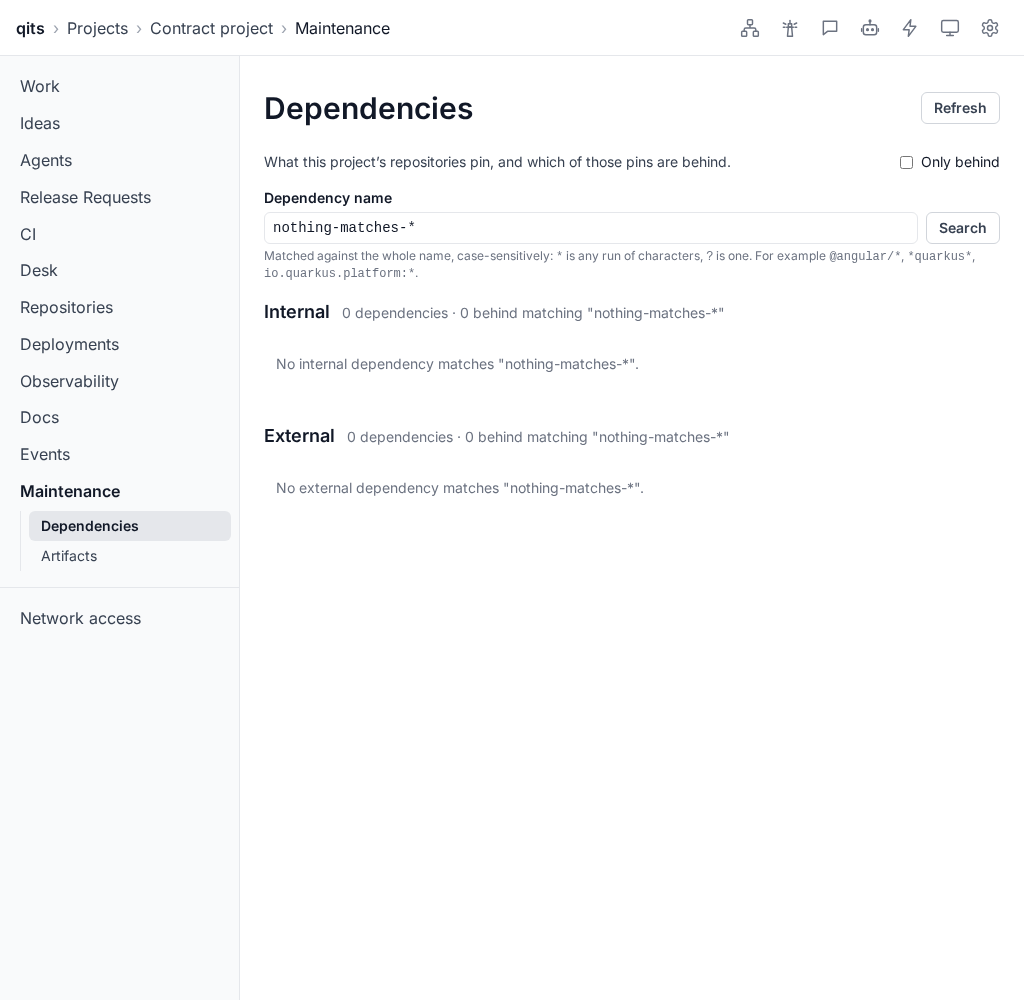 qits › Projects › Contract project › Maintenance
Work
Ideas
Agents
Release Requests
CI
Desk
Repositories
Deployments
Observability
Docs
Events
Maintenance
Dependencies
Artifacts
Network access
Dependencies
Refresh
What this project’s repositories pin, and which of those pins are behind.
Only behind
Dependency name
nothing-matches-*
Search
Matched against the whole name, case-sensitively: * is any run of characters, ? is one. For example @angular/*, *quarkus*,
io.quarkus.platform:*.
Internal 0 dependencies · 0 behind matching "nothing-matches-*"
No internal dependency matches "nothing-matches-*".
External 0 dependencies · 0 behind matching "nothing-matches-*"
No external dependency matches "nothing-matches-*".